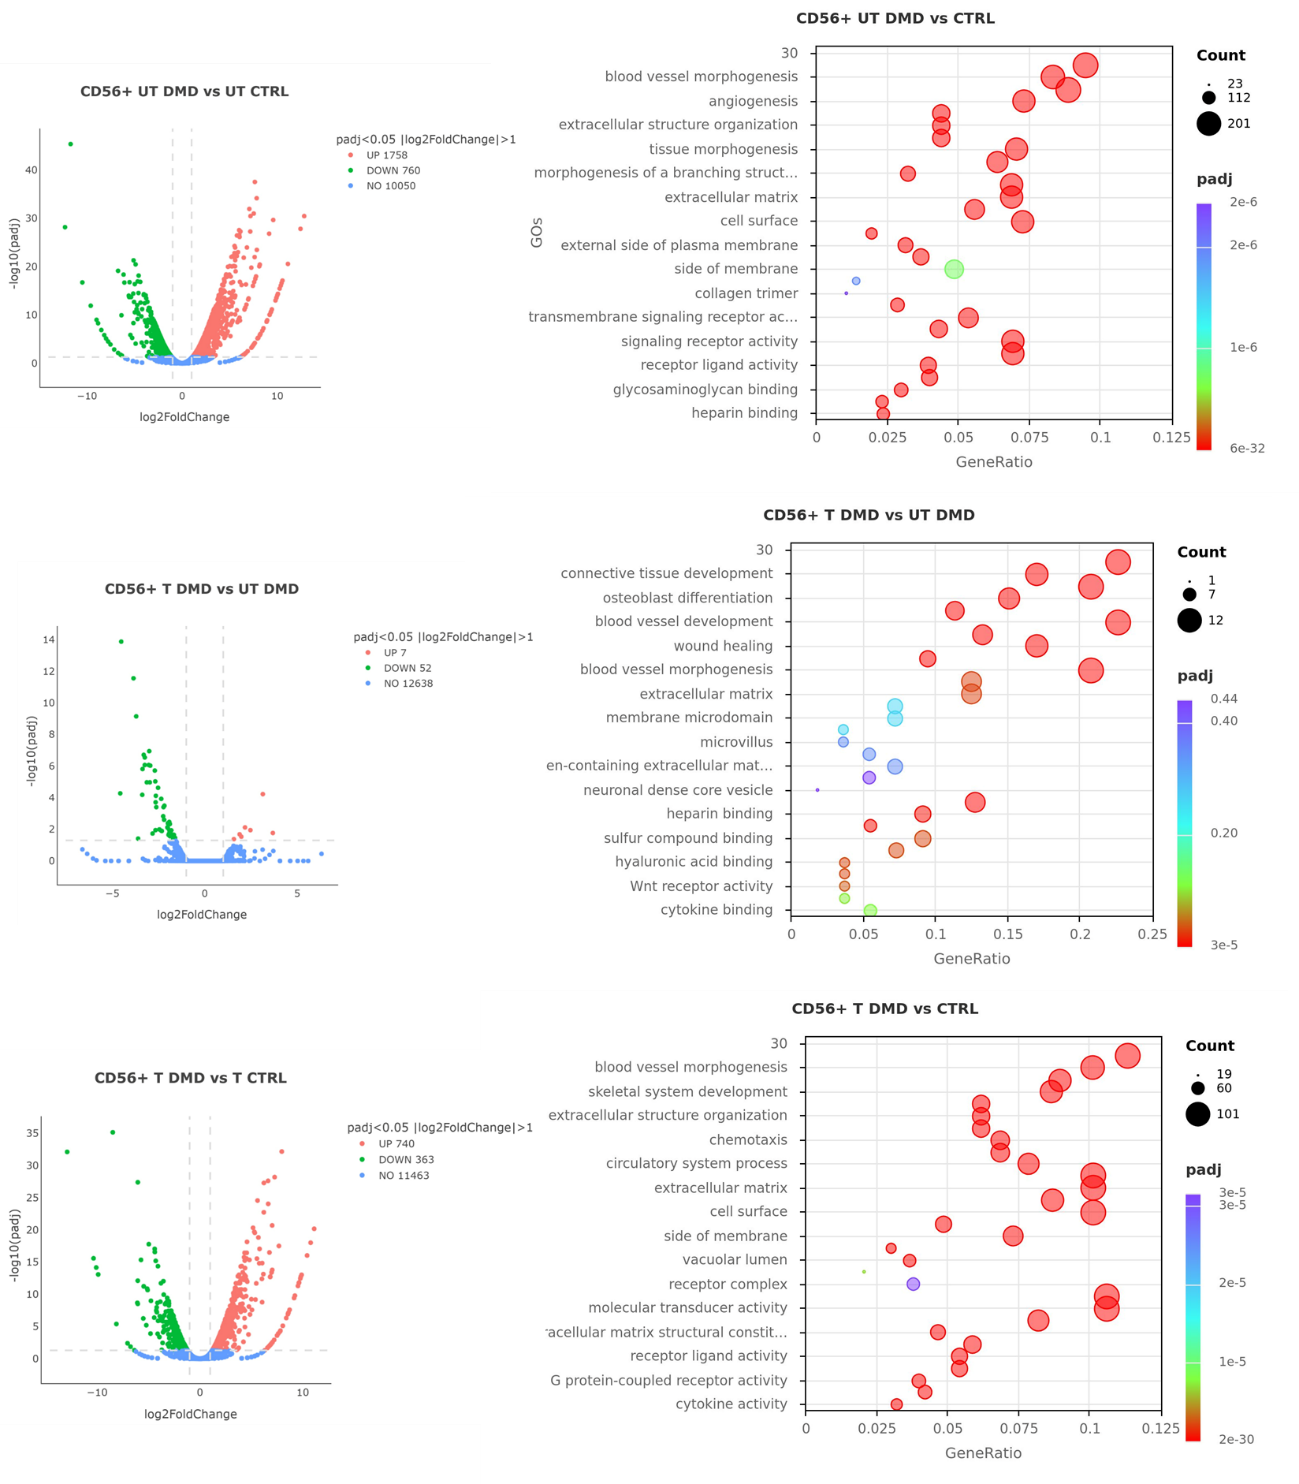 CD56+ UT DMD vs UT CTRL
padj<0.05 |log2FoldChange|>1
UP 1758
DOWN 760
NO 10050
-log10(padj)
40
30
20
10
0
−10
0
10
log2FoldChange
CD56+ UT DMD vs CTRL
GOs
30
blood vessel morphogenesis
angiogenesis
extracellular structure organization
tissue morphogenesis
morphogenesis of a branching struct...
extracellular matrix
cell surface
external side of plasma membrane
side of membrane
collagen trimer
transmembrane signaling receptor ac...
signaling receptor activity
receptor ligand activity
glycosaminoglycan binding
heparin binding
0
0.025
0.05
0.075
0.1
0.125
GeneRatio
Count
23
112
201
padj
2e-6
2e-6
1e-6
6e-32
CD56+ T DMD vs UT DMD
padj<0.05 |log2FoldChange|>1
UP 7
DOWN 52
NO 12638
-log10(padj)
14
12
10
8
6
4
2
0
−5
0
5
log2FoldChange
CD56+ T DMD vs UT DMD
30
connective tissue development
osteoblast differentiation
blood vessel development
wound healing
blood vessel morphogenesis
extracellular matrix
membrane microdomain
microvillus
en-containing extracellular mat...
neuronal dense core vesicle
heparin binding
sulfur compound binding
hyaluronic acid binding
Wnt receptor activity
cytokine binding
0
0.05
0.1
0.15
0.2
0.25
GeneRatio
Count
1
7
12
padj
0.44
0.40
0.20
3e-5
CD56+ T DMD vs T CTRL
padj<0.05 |log2FoldChange|>1
UP 740
DOWN 363
NO 11463
-log10(padj)
35
30
25
20
15
10
5
0
−10
0
10
log2FoldChange
CD56+ T DMD vs CTRL
30
blood vessel morphogenesis
skeletal system development
extracellular structure organization
chemotaxis
circulatory system process
extracellular matrix
cell surface
side of membrane
vacuolar lumen
receptor complex
molecular transducer activity
racellular matrix structural constit...
receptor ligand activity
G protein-coupled receptor activity
cytokine activity
0
0.025
0.05
0.075
0.1
0.125
GeneRatio
Count
19
60
101
padj
3e-5
3e-5
2e-5
1e-5
2e-30